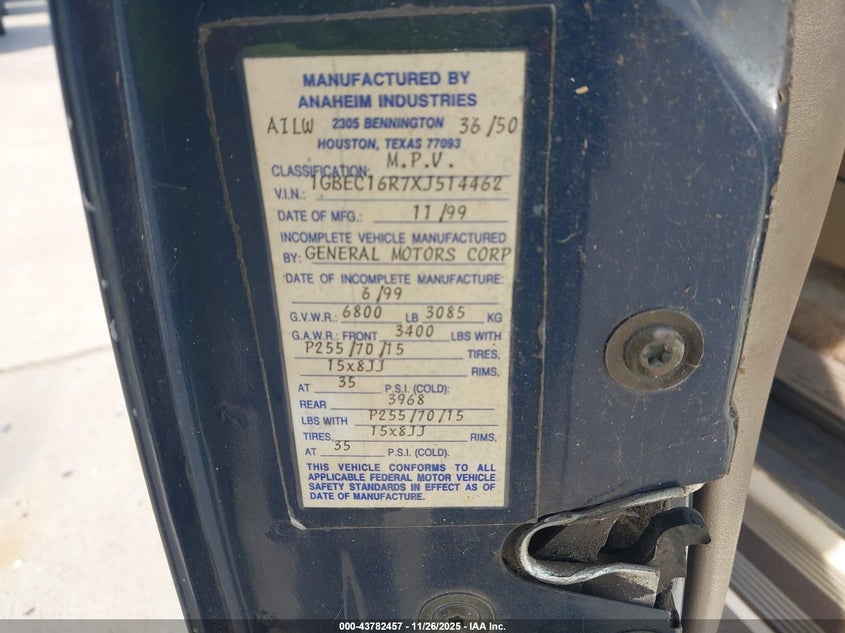 MANUFACTURED BY
ANAHEIM INDUSTRIES
AILW 2305 BENNINGTON 36/50
HOUSTON, TEXAS 77093
CLASSIFICATION: M.P.V.
V.I.N.: 1GBEC16R7XJ514462
DATE OF MFG.: 11/99
INCOMPLETE VEHICLE MANUFACTURED
BY: GENERAL MOTORS CORP
DATE OF INCOMPLETE MANUFACTURE:
6/99
G.V.W.R.: 6800 LB 3085 KG
G.A.W.R.: FRONT 3400 LBS WITH
P255/70/15 TIRES,
15x8JJ RIMS,
AT 35 P.S.I. (COLD):
REAR 3968
LBS WITH P255/70/15
TIRES, 15x8JJ RIMS,
AT 35 P.S.I. (COLD).
THIS VEHICLE CONFORMS TO ALL
APPLICABLE FEDERAL MOTOR VEHICLE
SAFETY STANDARDS IN EFFECT AS OF
DATE OF MANUFACTURE.
000-43782457 - 11/26/2025 - IAA Inc.